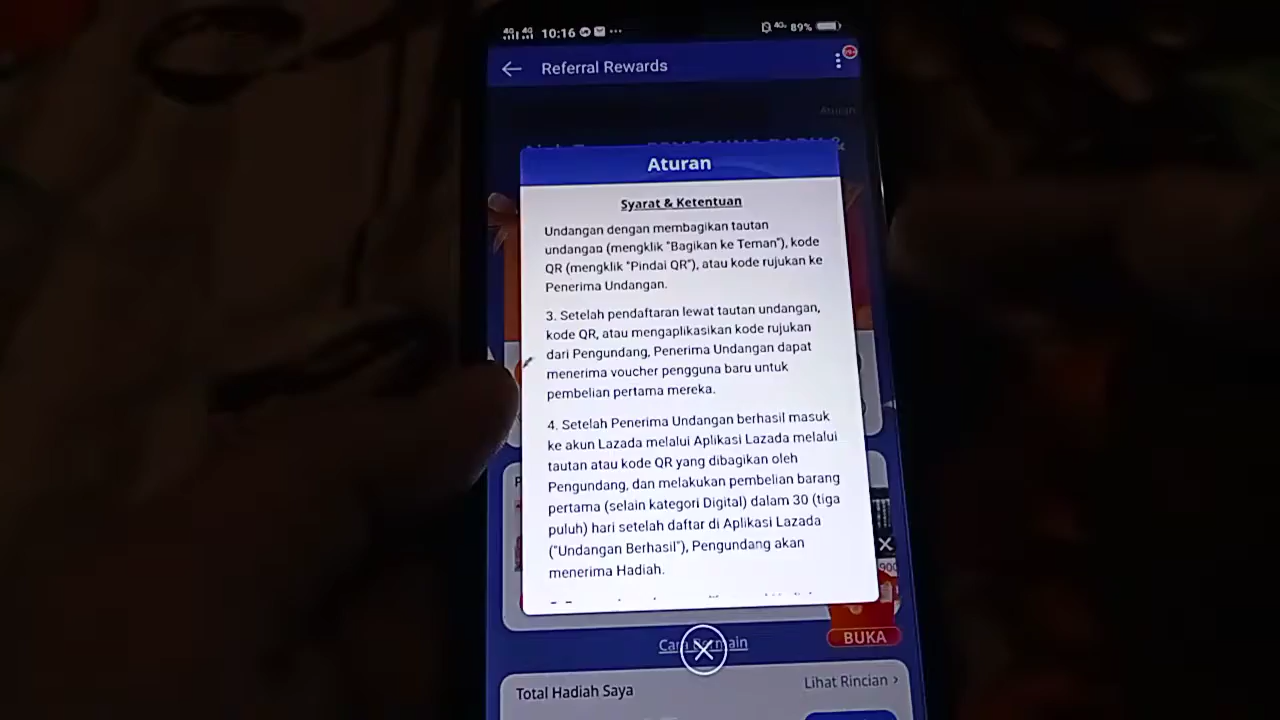 10:16
89%
Referral Rewards
Aturan
Aturan
Syarat & Ketentuan
Undangan dengan membagikan tautan
undangan (mengklik "Bagikan ke Teman"), kode
QR (mengklik "Pindai QR"), atau kode rujukan ke
Penerima Undangan.
3. Setelah pendaftaran lewat tautan undangan,
kode QR, atau mengaplikasikan kode rujukan
dari Pengundang, Penerima Undangan dapat
menerima voucher pengguna baru untuk
pembelian pertama mereka.
4. Setelah Penerima Undangan berhasil masuk
ke akun Lazada melalui Aplikasi Lazada melalui
tautan atau kode QR yang dibagikan oleh
Pengundang, dan melakukan pembelian barang
pertama (selain kategori Digital) dalam 30 (tiga
puluh) hari setelah daftar di Aplikasi Lazada
("Undangan Berhasil"), Pengundang akan
menerima Hadiah.
BUKA
Cara Bermain
Total Hadiah Saya
Lihat Rincian >